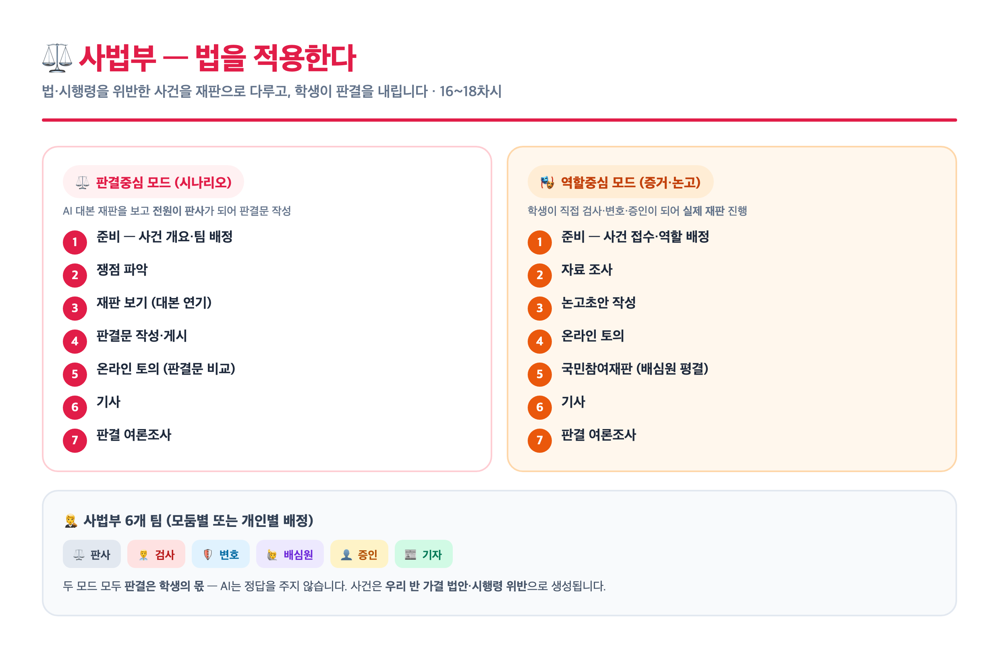 사법부 — 법을 적용한다
법·시행령을 위반한 사건을 재판으로 다루고, 학생이 판결을 내립니다 · 16~18차시
판결중심 모드 (시나리오)
AI 대본 재판을 보고 전원이 판사가 되어 판결문 작성
1 준비 — 사건 개요·팀 배정
2 쟁점 파악
3 재판 보기 (대본 연기)
4 판결문 작성·게시
5 온라인 토의 (판결문 비교)
6 기사
7 판결 여론조사
역할중심 모드 (증거·논고)
학생이 직접 검사·변호·증인이 되어 실제 재판 진행
1 준비 — 사건 접수·역할 배정
2 자료 조사
3 논고초안 작성
4 온라인 토의
5 국민참여재판 (배심원 평결)
6 기사
7 판결 여론조사
사법부 6개 팀 (모둠별 또는 개인별 배정)
판사 검사 변호 배심원 증인 기자
두 모드 모두 판결은 학생의 몫 — AI는 정답을 주지 않습니다. 사건은 우리 반 가결 법안·시행령 위반으로 생성됩니다.